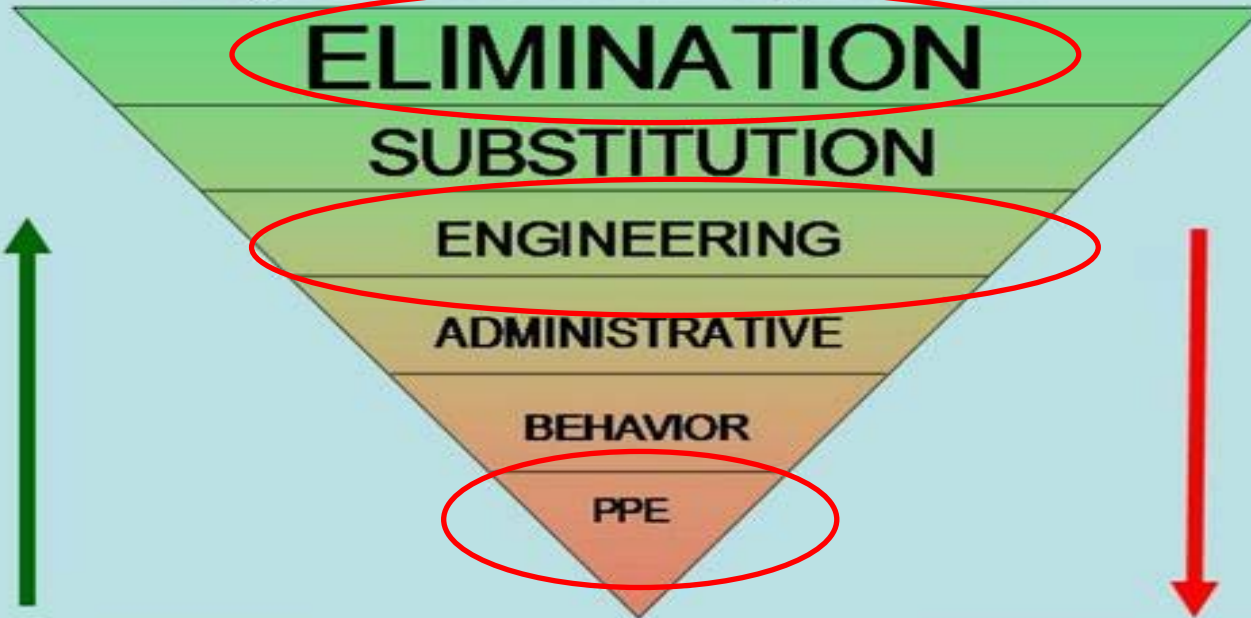 ELIMINATION
SUBSTITUTION
ENGINEERING
ADMINISTRATIVE
BEHAVIOR
PPE